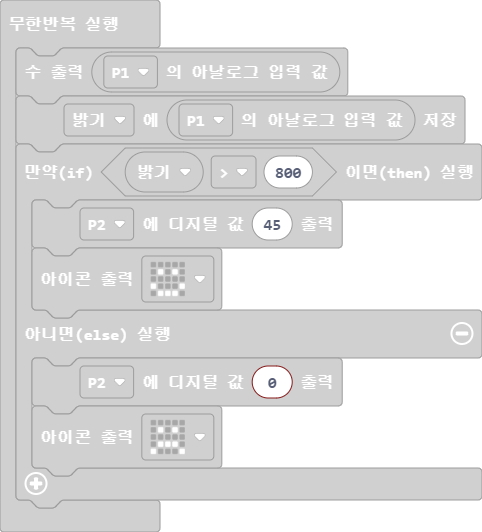 무한반복 실행
수 출력 P1 의 아날로그 입력 값
밝기 에 P1 의 아날로그 입력 값 저장
만약(if) 밝기 > 800 이면(then) 실행
P2 에 디지털 값 45 출력
아이콘 출력
아니면(else) 실행
P2 에 디지털 값 0 출력
아이콘 출력